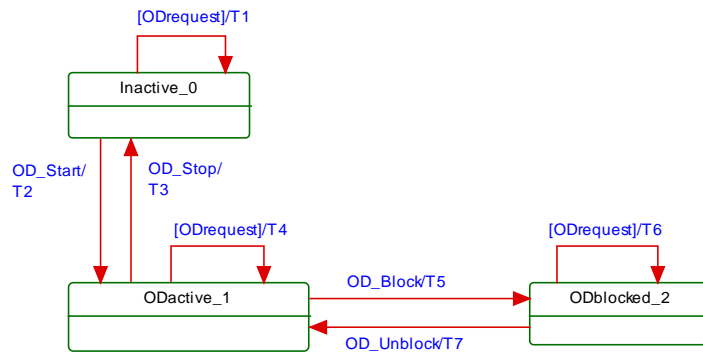 [ODrequest]/T1
Inactive_0
OD_Start/
T2
OD_Stop/
T3
[ODrequest]/T4
[ODrequest]/T6
ODactive_1
OD_Block/T5
ODblocked_2
OD_Unblock/T7